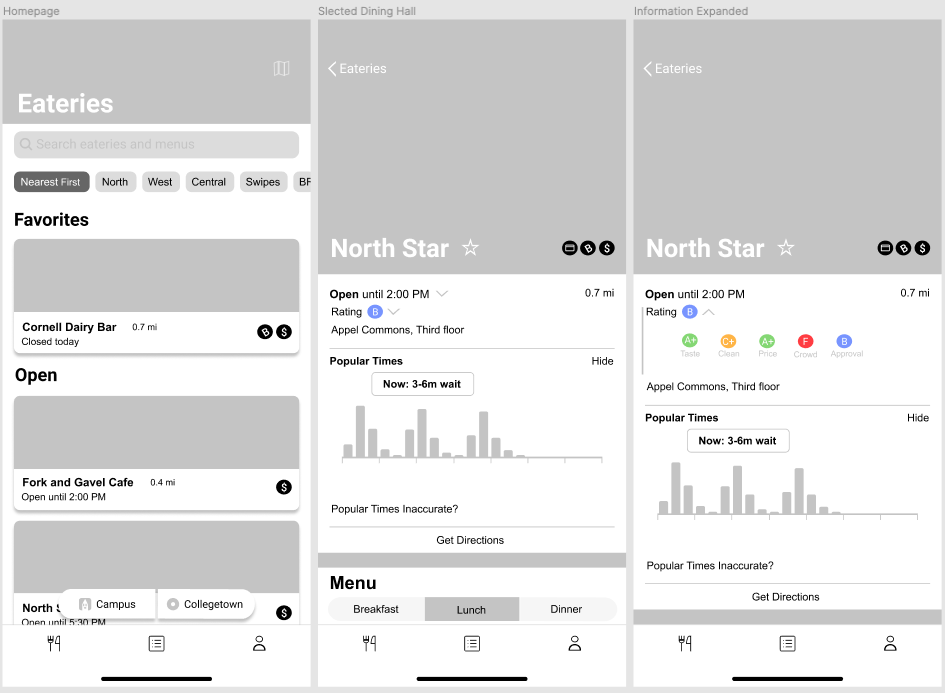 Homepage
Eateries
Search eateries and menus
Nearest First North West Central Swipes BR
Favorites
Cornell Dairy Bar 0.7 mi
Closed today
B $
Open
Fork and Gavel Cafe 0.4 mi
Open until 2:00 PM
$
North S
Open until 5:30 PM
$
Campus Collegetown
Slected Dining Hall
Eateries
North Star
B $
Open until 2:00 PM 0.7 mi
Rating B
Appel Commons, Third floor
Popular Times Hide
Now: 3-6m wait
Popular Times Inaccurate?
Get Directions
Menu
Breakfast Lunch Dinner
Information Expanded
Eateries
North Star
B $
Open until 2:00 PM 0.7 mi
Rating B
A+ C+ A+ F B
Taste Clean Price Crowd Approval
Appel Commons, Third floor
Popular Times Hide
Now: 3-6m wait
Popular Times Inaccurate?
Get Directions